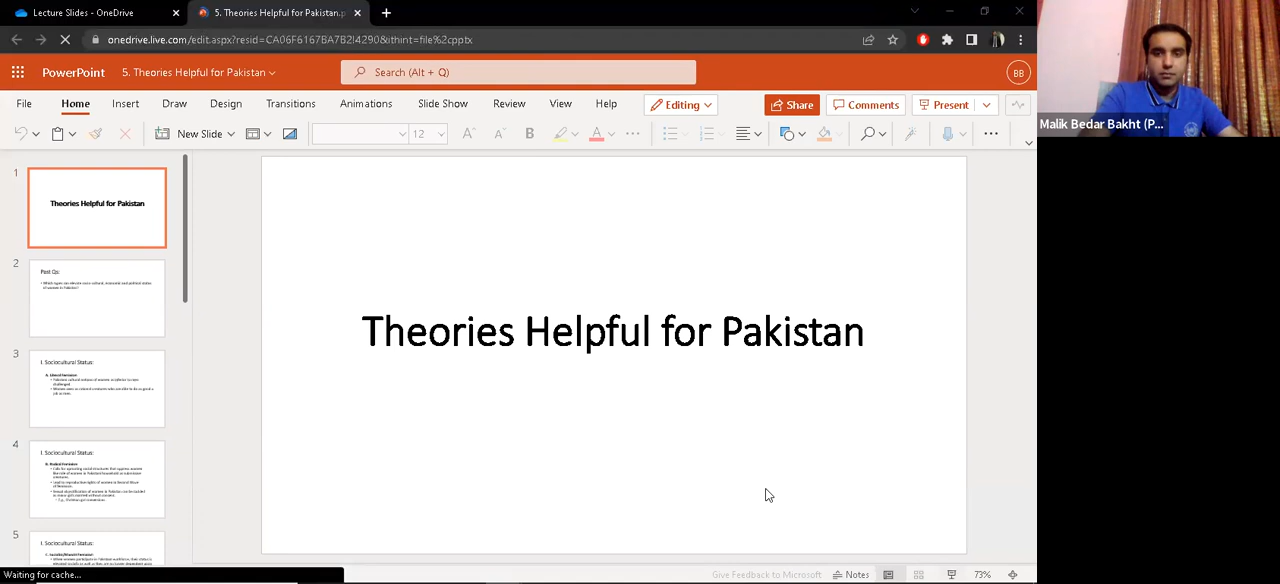 Lecture Slides - OneDrive
5. Theories Helpful for Pakistan.p
onedrive.live.com/edit.aspx?resid=CA06F6167BA7B2!4290&ithint=file%2cpptx
PowerPoint 5. Theories Helpful for Pakistan
Search (Alt + Q)
BB
File Home Insert Draw Design Transitions Animations Slide Show Review View Help Editing Share Comments Present
New Slide 12 A A B A
1
Theories Helpful for Pakistan
2
Past Qs:
3
I. Sociocultural Status:
A. Liberal Feminism
4
I. Sociocultural Status:
B. Radical Feminism
5
I. Sociocultural Status:
Theories Helpful for Pakistan
Malik Bedar Bakht (P...
Waiting for cache...
Give Feedback to Microsoft Notes 73%